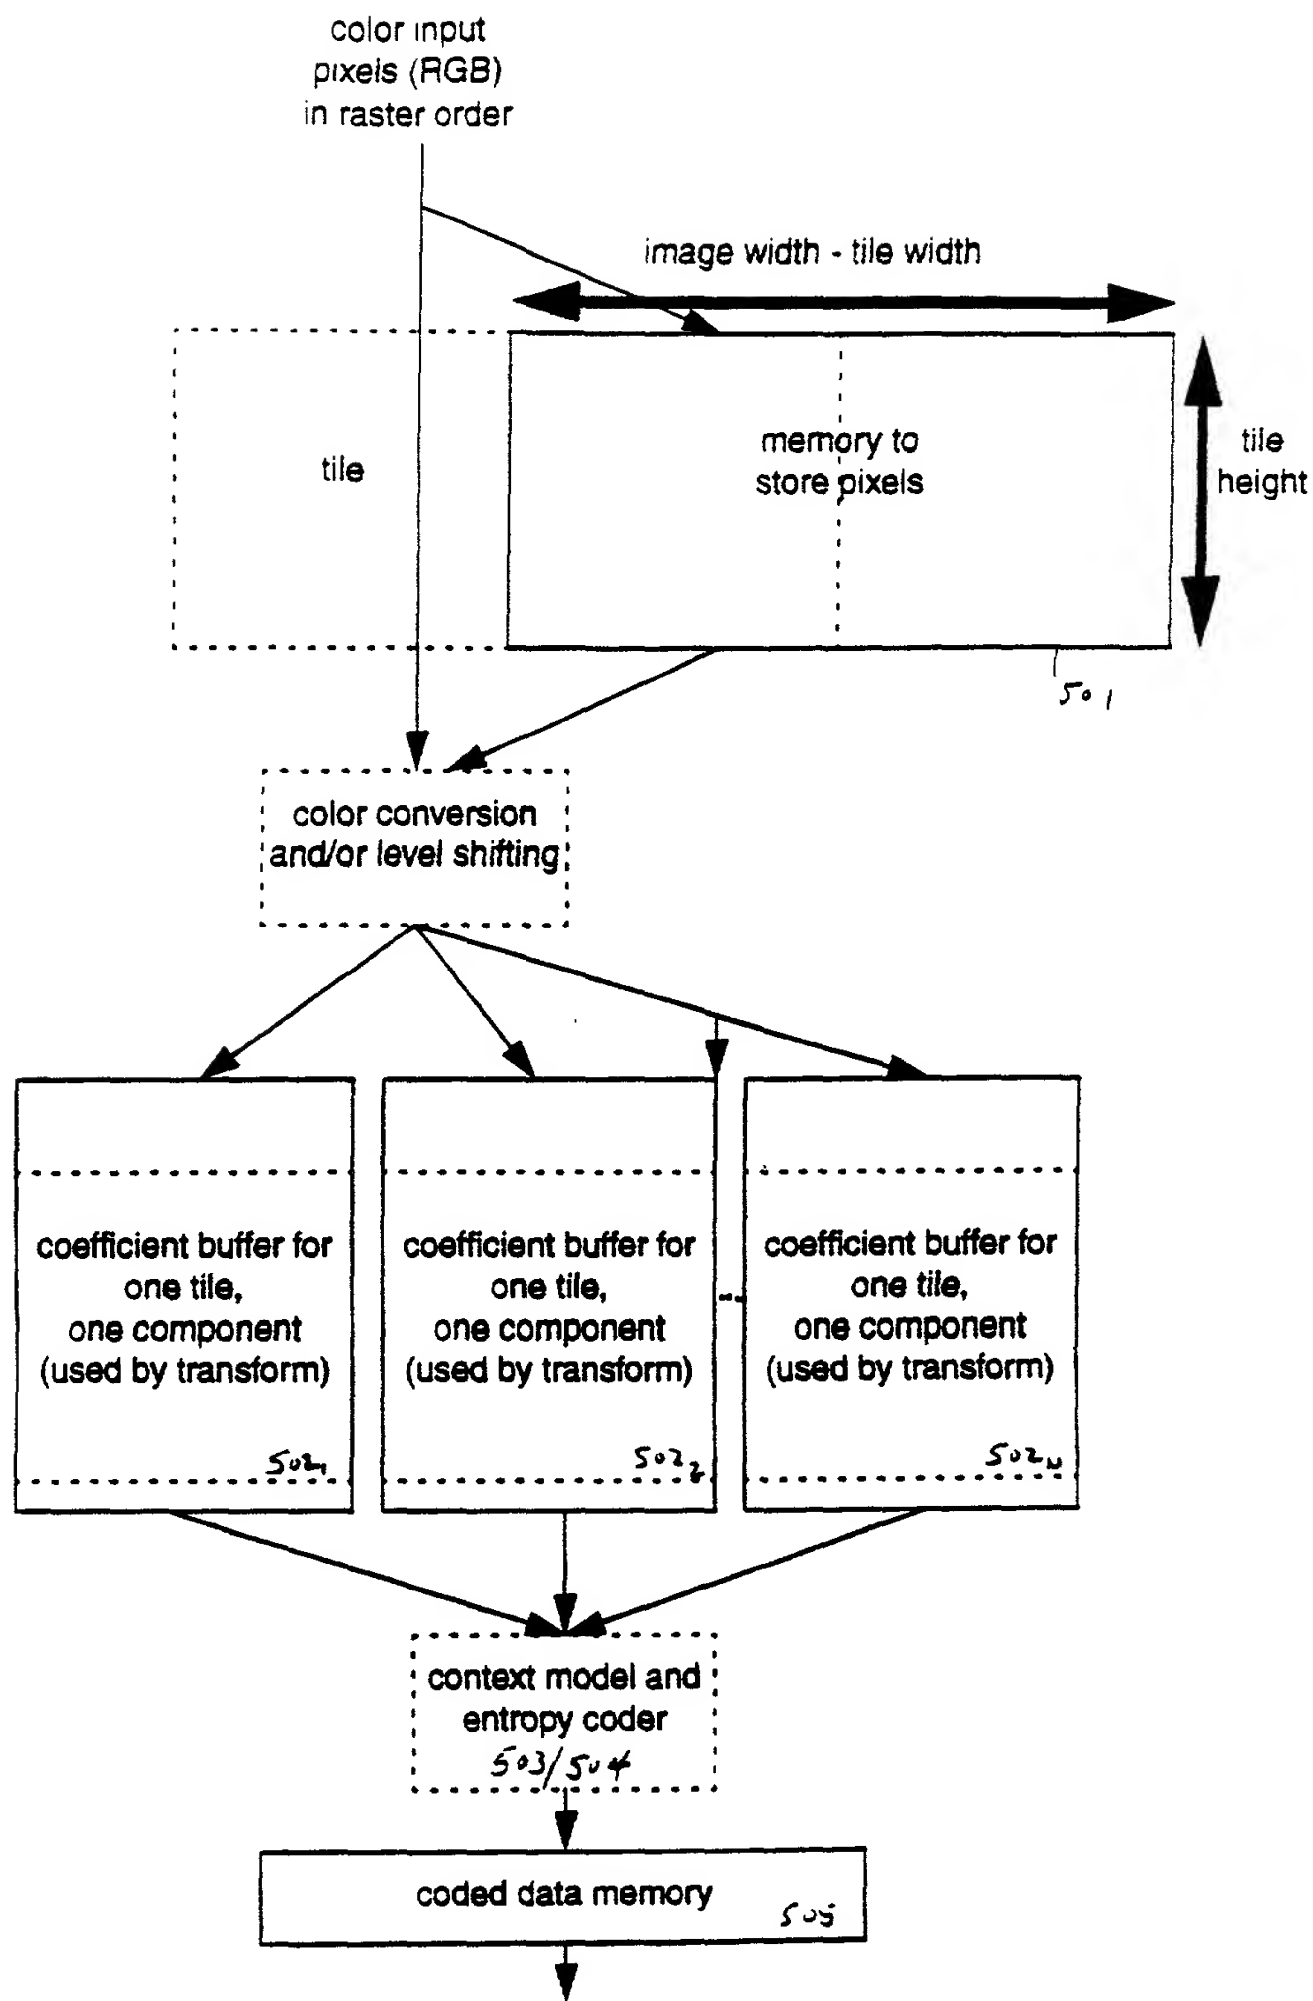 color input
pixels (RGB)
in raster order
image width - tile width
tile
memory to
store pixels
tile
height
501
color conversion
and/or level shifting
coefficient buffer for
one tile,
one component
(used by transform)
502₁
coefficient buffer for
one tile,
one component
(used by transform)
502₂
coefficient buffer for
one tile,
one component
(used by transform)
502N
context model and
entropy coder
503/504
coded data memory
505